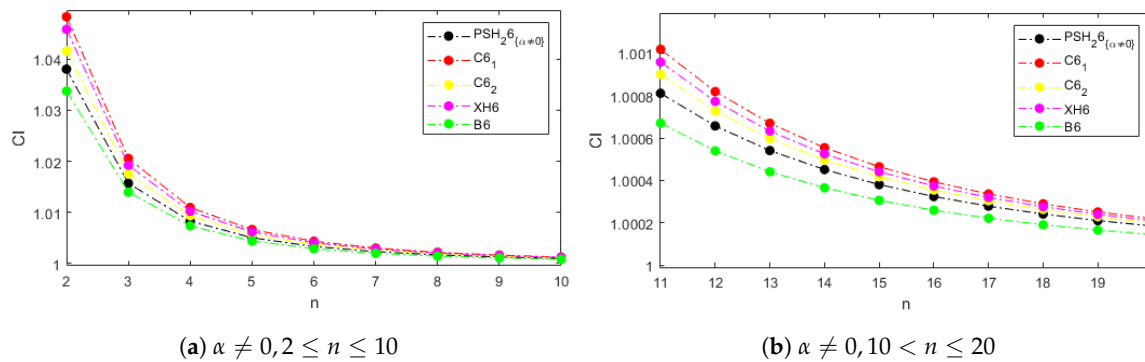 1.04
1.03
1.02
1.01
1
CI
2 3 4 5 6 7 8 9 10
n
PSH₂6{α≠0}
C6₁
C6₂
XH6
B6
(a) α ≠ 0, 2 ≤ n ≤ 10
1.001
1.0008
1.0006
1.0004
1.0002
1
CI
11 12 13 14 15 16 17 18 19
n
PSH₂6{α≠0}
C6₁
C6₂
XH6
B6
(b) α ≠ 0, 10 < n ≤ 20